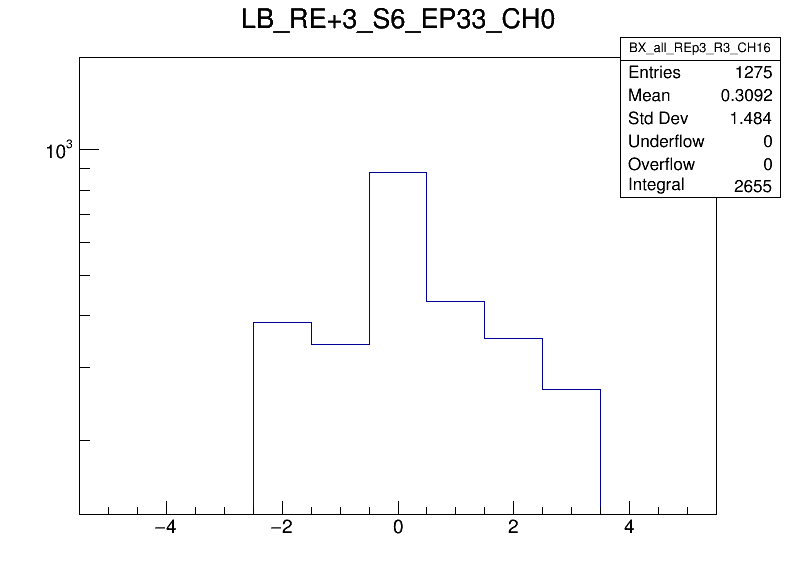 LB_RE+3_S6_EP33_CH0
BX_all_REp3_R3_CH16
Entries 1275
Mean 0.3092
Std Dev 1.484
Underflow 0
Overflow 0
Integral 2655
10³
−4 −2 0 2 4